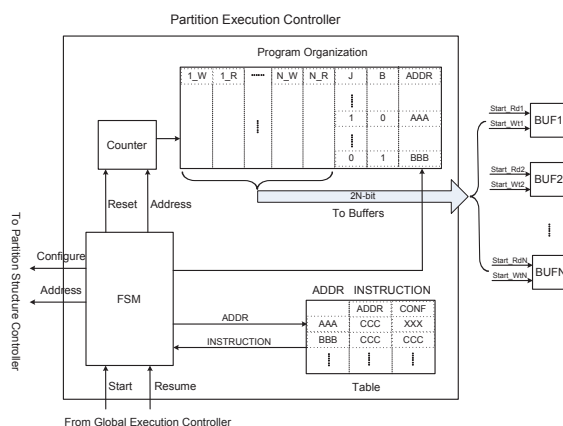 Partition Execution Controller
Program Organization
1_W 1_R N_W N_R J B ADDR
1 0 AAA
0 1 BBB
Counter
2N-bit
To Buffers
Reset
Address
Start_Rd1
Start_Wt1
BUF1
Start_Rd2
Start_Wt2
BUF2
Start_RdN
Start_WtN
BUFN
To Partition Structure Controller
Configure
Address
FSM
ADDR
INSTRUCTION
ADDR INSTRUCTION
ADDR CONF
AAA CCC XXX
BBB CCC CCC
Table
Start
Resume
From Global Execution Controller